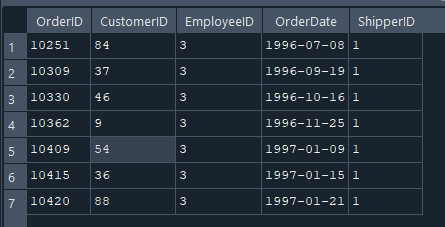 OrderID CustomerID EmployeeID OrderDate ShipperID
1 10251 84 3 1996-07-08 1
2 10309 37 3 1996-09-19 1
3 10330 46 3 1996-10-16 1
4 10362 9 3 1996-11-25 1
5 10409 54 3 1997-01-09 1
6 10415 36 3 1997-01-15 1
7 10420 88 3 1997-01-21 1